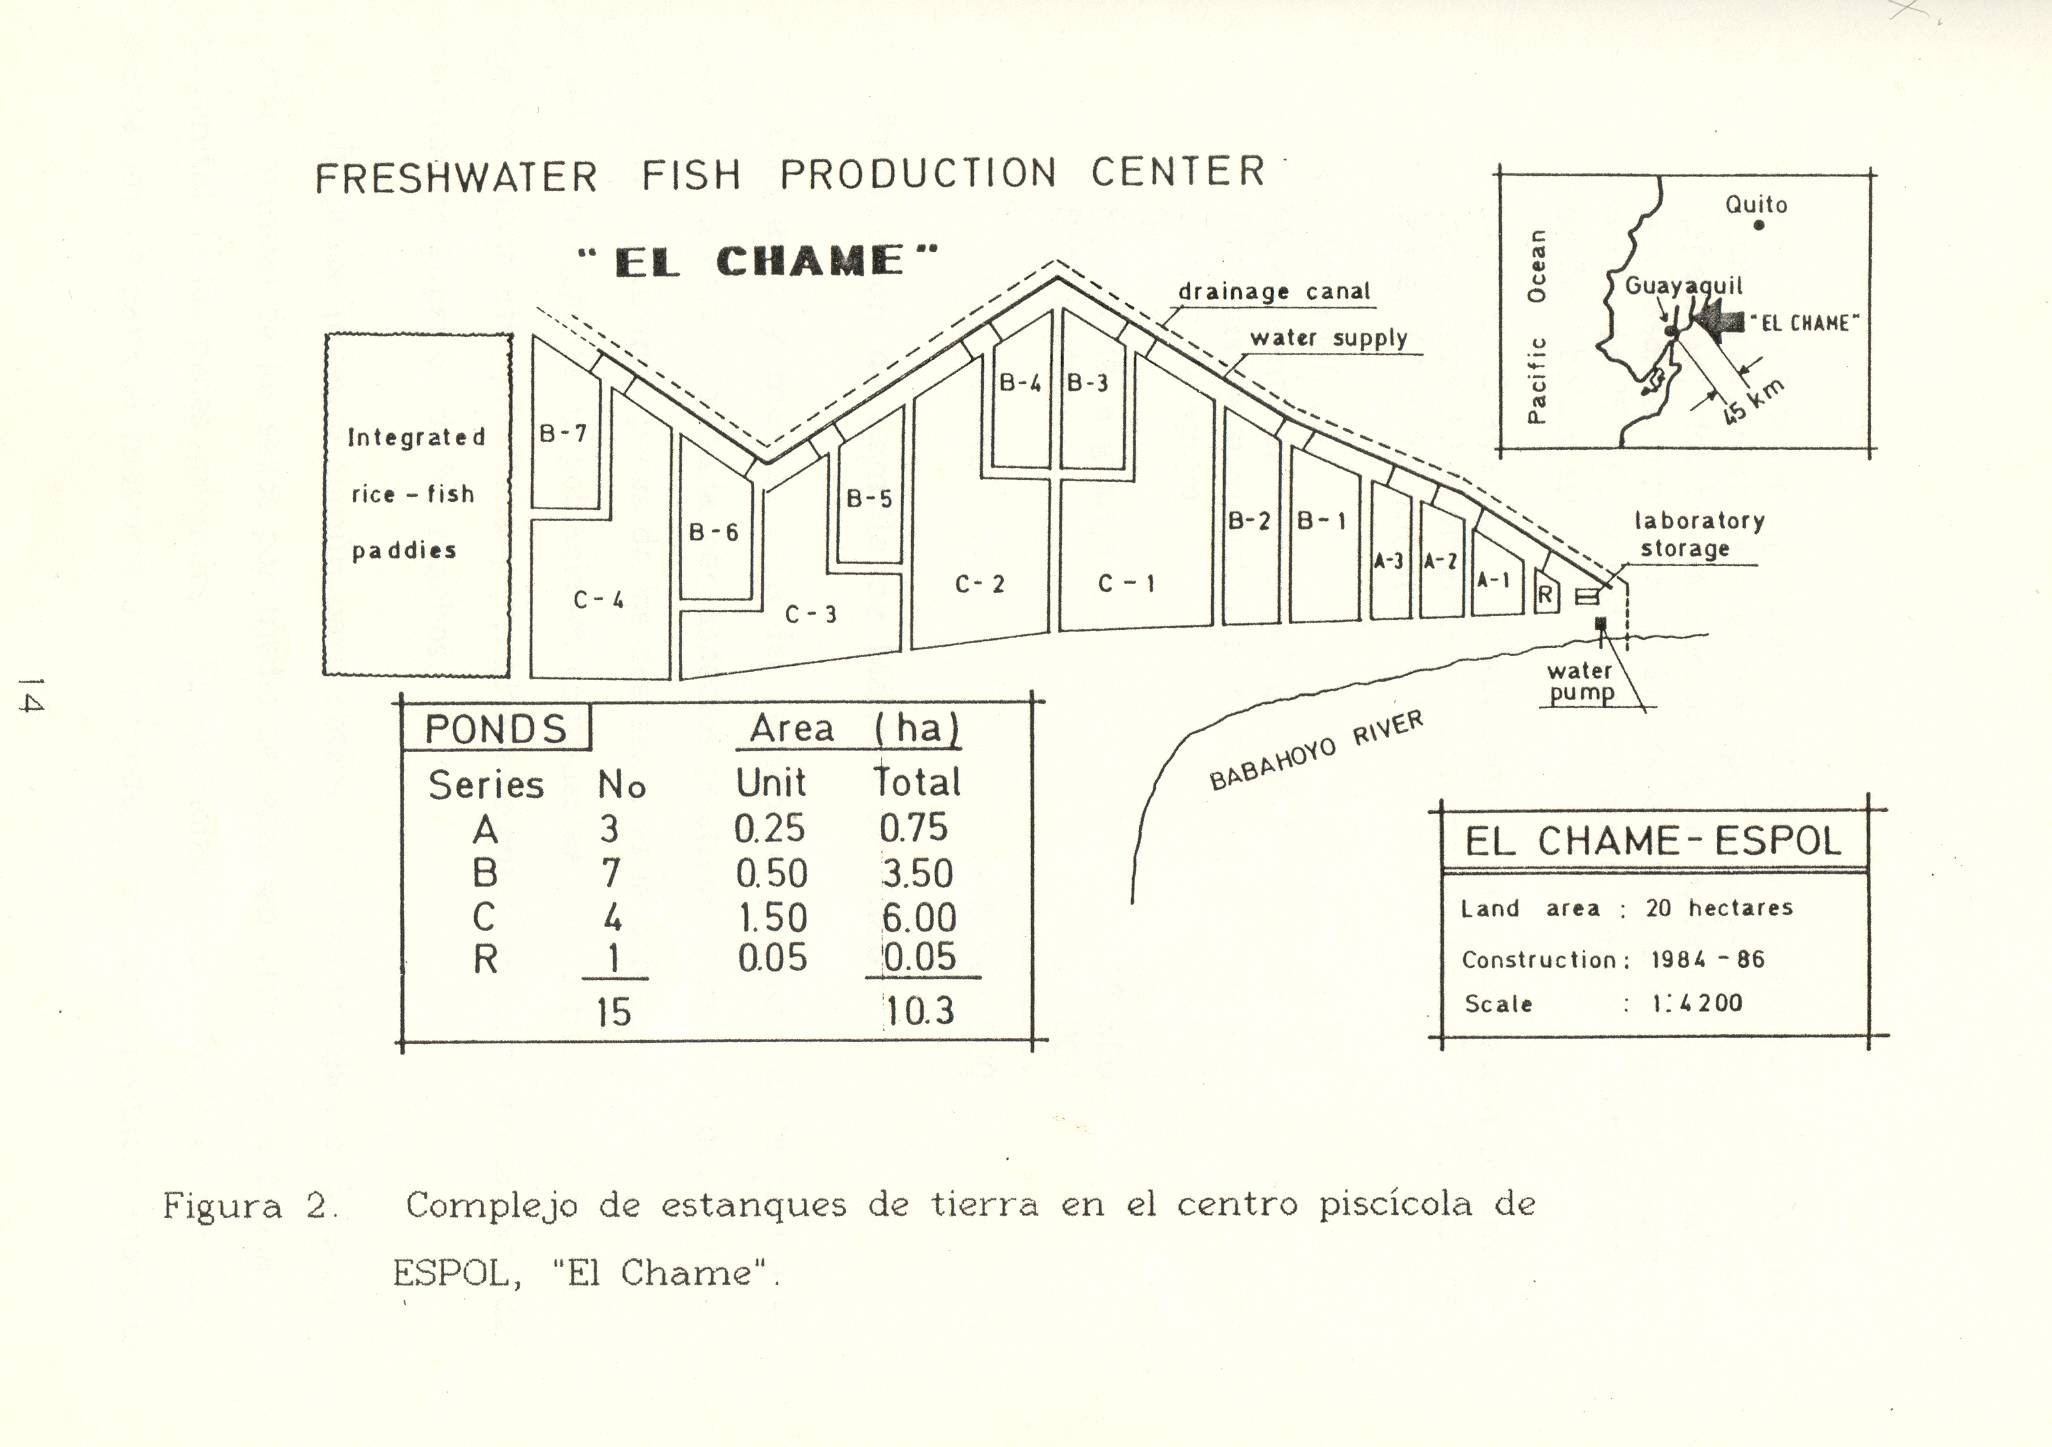 FRESHWATER FISH PRODUCTION CENTER
"EL CHAME"
drainage canal
water supply
Quito
Pacific Ocean
Guayaquil
"EL CHAME"
45 km
Integrated
rice - fish
paddies
B-7
C-4
B-6
C-3
B-5
C-2
B-4
B-3
C-1
B-2
B-1
A-3
A-2
A-1
R
laboratory
storage
water
pump
BABAHOYO RIVER
PONDS Area (ha)
Series No Unit Total
A 3 0.25 0.75
B 7 0.50 3.50
C 4 1.50 6.00
R 1 0.05 0.05
15 10.3
EL CHAME-ESPOL
Land area : 20 hectares
Construction: 1984-86
Scale : 1:4200
Figura 2. Complejo de estanques de tierra en el centro piscícola de
ESPOL, "El Chame".
14